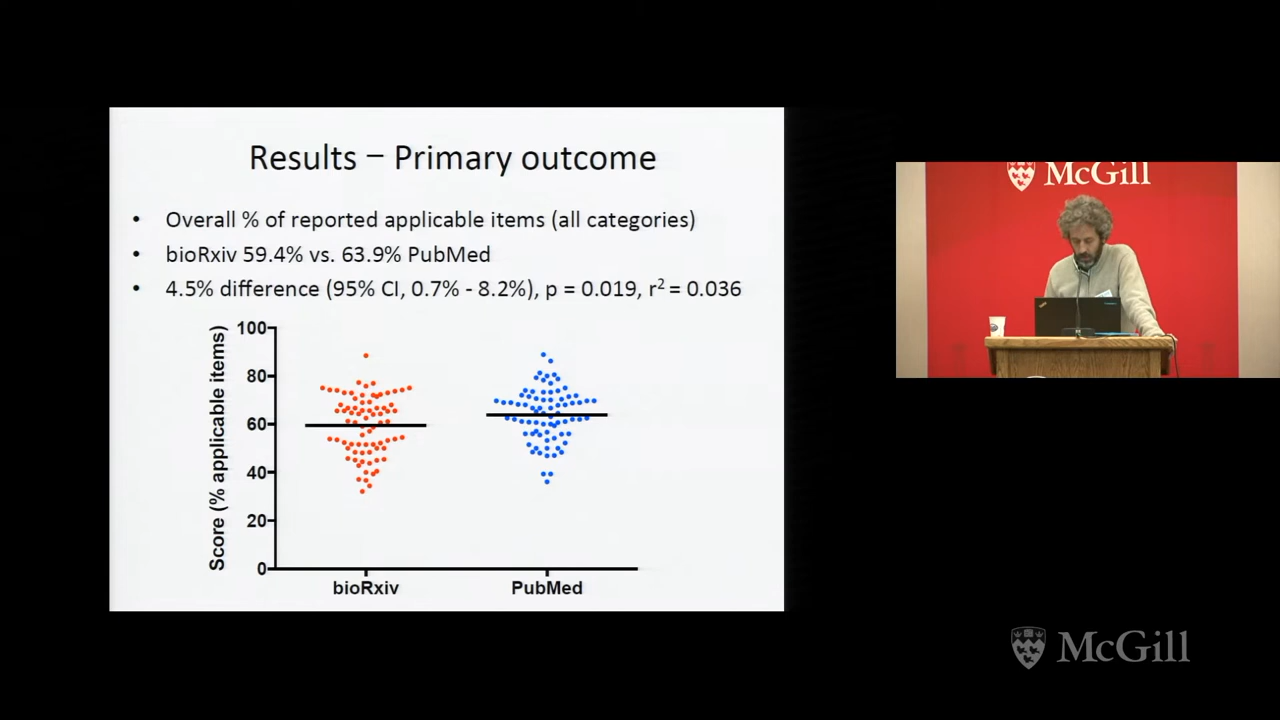 Results – Primary outcome
• Overall % of reported applicable items (all categories)
• bioRxiv 59.4% vs. 63.9% PubMed
• 4.5% difference (95% CI, 0.7% - 8.2%), p = 0.019, r² = 0.036
Score (% applicable items)
100
80
60
40
20
0
bioRxiv
PubMed
McGill
McGill